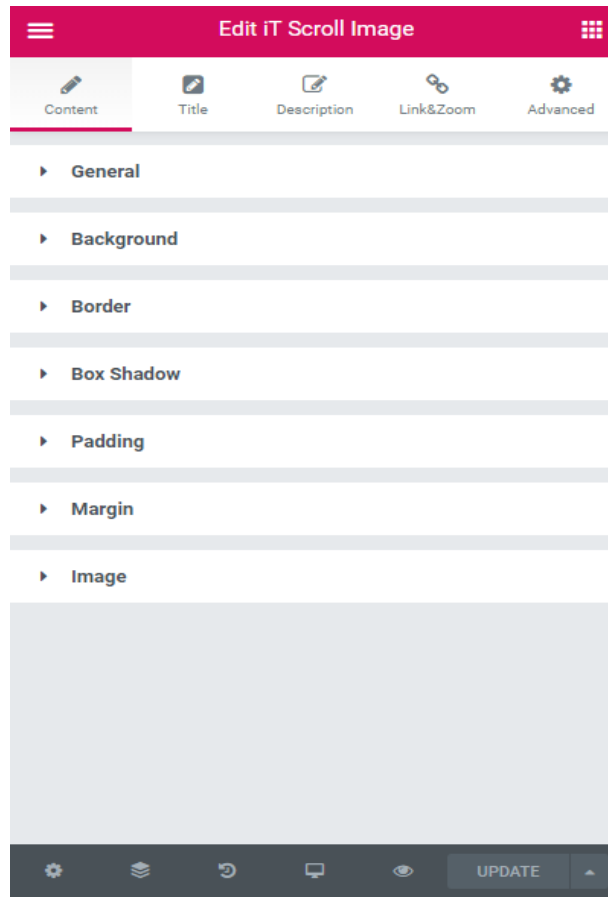 Edit iT Scroll Image
Content Title Description Link&Zoom Advanced
General
Background
Border
Box Shadow
Padding
Margin
Image
UPDATE